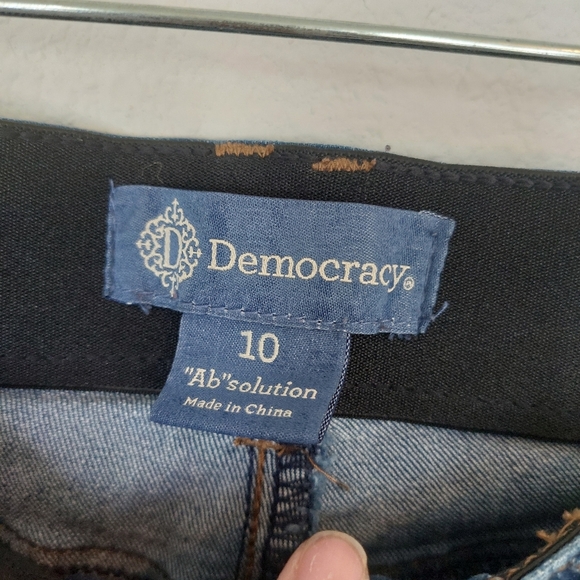 D
Democracy®
10
"Ab"solution
Made in China